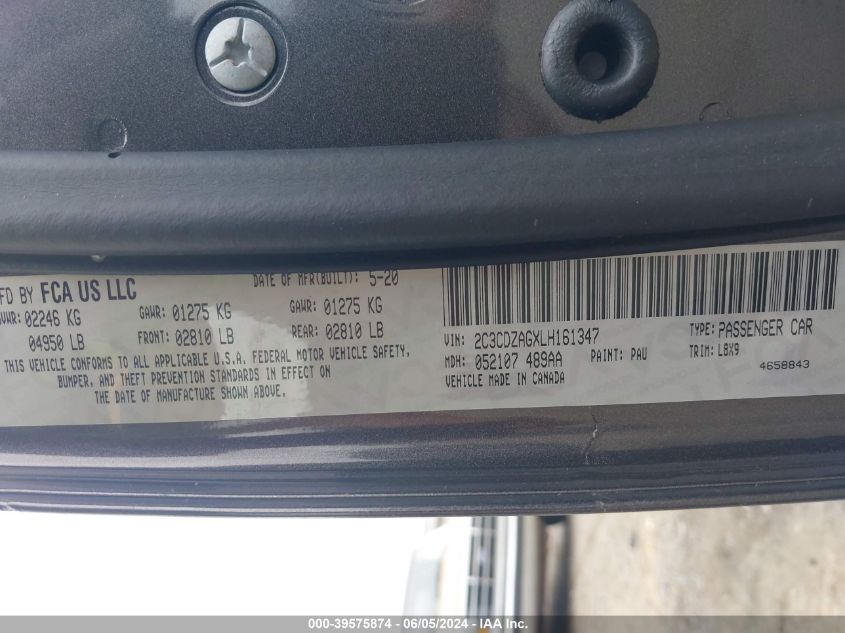 FD BY FCA US LLC
DATE OF MFR(BUILT): 5-20
GVWR: 02246 KG
GAWR: 01275 KG
GAWR: 01275 KG
04950 LB
FRONT: 02810 LB
REAR: 02810 LB
THIS VEHICLE CONFORMS TO ALL APPLICABLE U.S.A. FEDERAL MOTOR VEHICLE SAFETY,
BUMPER, AND THEFT PREVENTION STANDARDS IN EFFECT ON
THE DATE OF MANUFACTURE SHOWN ABOVE.
VIN: 2C3CDZAGXLH161347
TYPE: PASSENGER CAR
MDH: 052107 489AA
PAINT: PAU
TRIM: LBX9
VEHICLE MADE IN CANADA
4658843
000-39575874 - 06/05/2024 - IAA Inc.